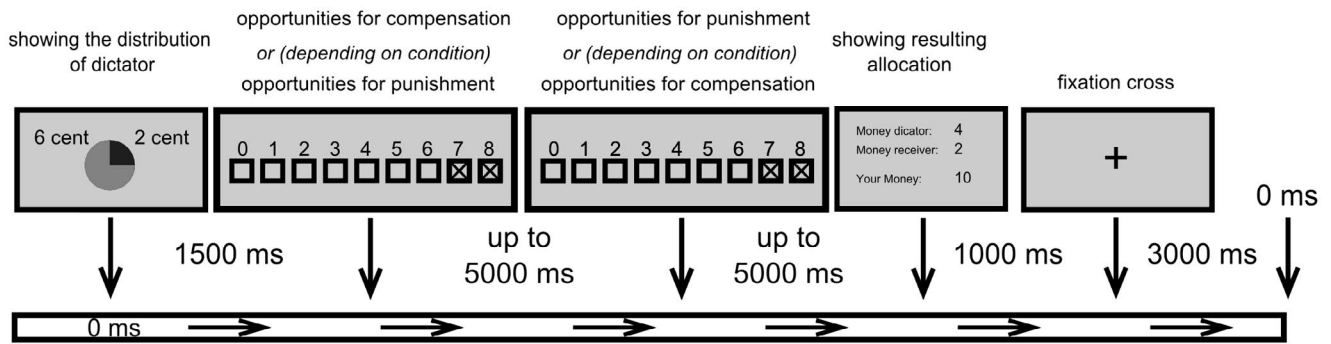 showing the distribution
of dictator
opportunities for compensation
or (depending on condition)
opportunities for punishment
opportunities for punishment
or (depending on condition)
opportunities for compensation
showing resulting
allocation
fixation cross
6 cent 2 cent
0 1 2 3 4 5 6 7 8
0 1 2 3 4 5 6 7 8
Money dicator: 4
Money receiver: 2
Your Money: 10
+
1500 ms
up to
5000 ms
up to
5000 ms
1000 ms
3000 ms
0 ms
0 ms